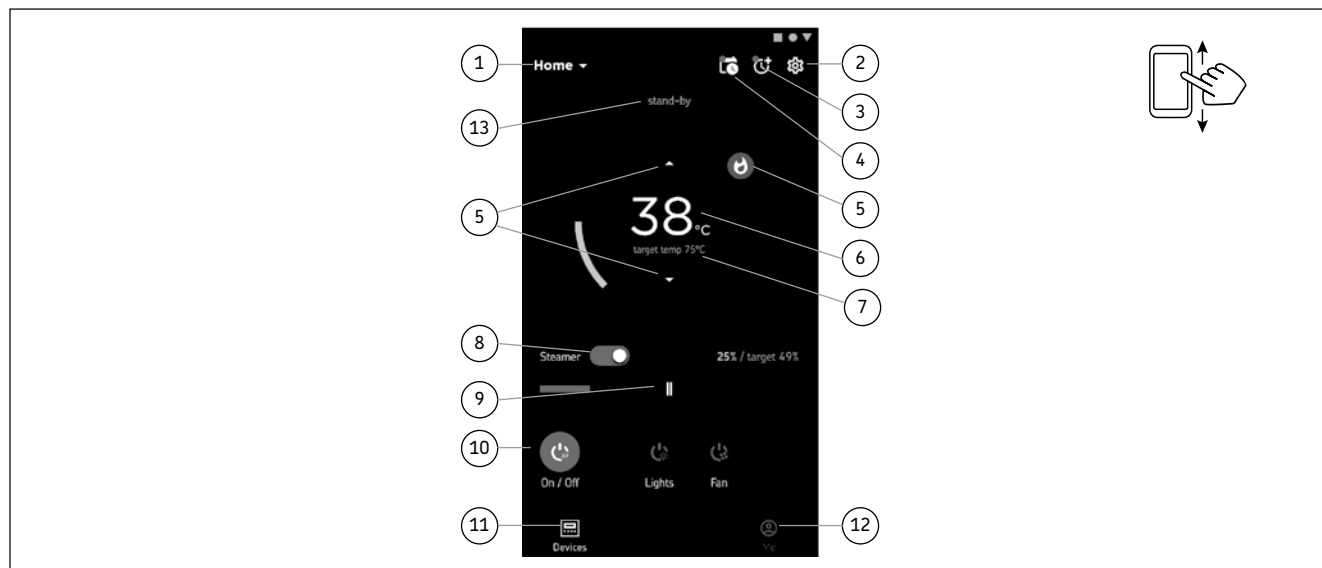 1
Home
2
3
stand-by
13
4
5
5
38 °C
6
target temp 75°C
7
8
Steamer
25% / target 49%
9
10
On / Off
Lights
Fan
11
12
Devices
Me